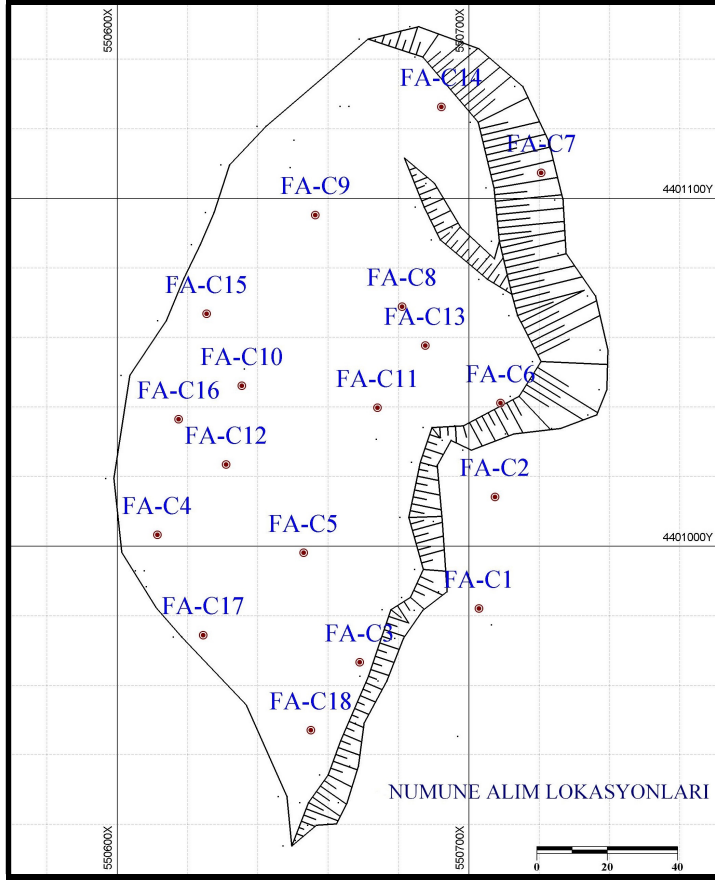 550600X
550700X
FA-C14
FA-C7
FA-C9
4401100Y
FA-C15
FA-C8
FA-C13
FA-C10
FA-C16
FA-C11
FA-C6
FA-C12
FA-C2
FA-C4
FA-C5
4401000Y
FA-C1
FA-C17
FA-C3
FA-C18
NUMUNE ALIM LOKASYONLARI
550600X
550700X
0 20 40